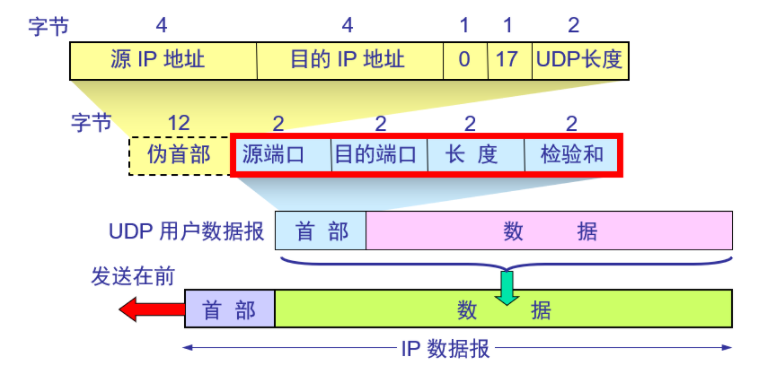 字节 4 4 1 1 2
源 IP 地址 目的 IP 地址 0 17 UDP长度
字节 12 2 2 2 2
伪首部 源端口 目的端口 长 度 检验和
UDP 用户数据报 首 部 数 据
发送在前
首 部 数 据
IP 数据报